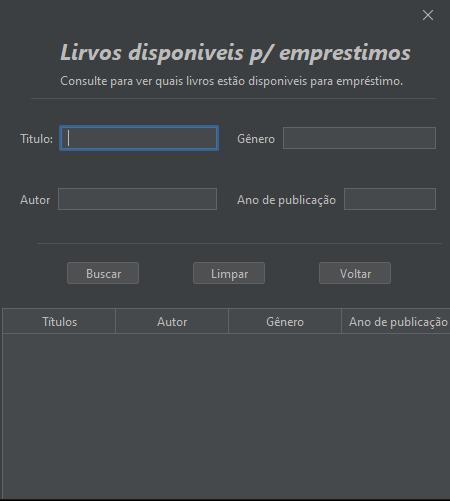 Lirvos disponiveis p/ emprestimos
Consulte para ver quais livros estão disponiveis para empréstimo.
Titulo: Gênero
Autor Ano de publicação
Buscar Limpar Voltar
Títulos Autor Gênero Ano de publicação